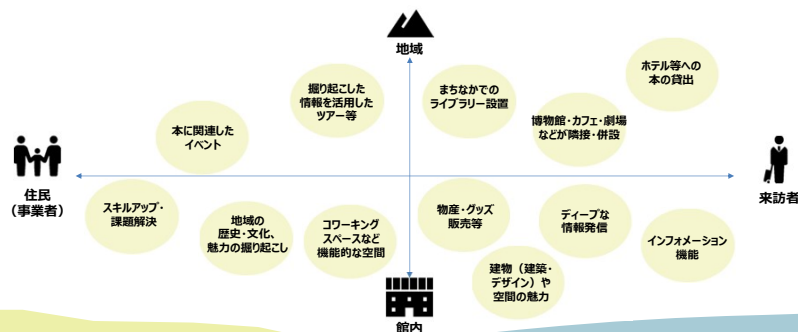 地域
ホテル等への
本の貸出
掘り起こした
情報を活用した
ツアー等
まちなかでの
ライブラリー設置
博物館・カフェ・劇場
などが隣接・併設
本に関連した
イベント
住民
（事業者）
来訪者
スキルアップ・
課題解決
地域の
歴史・文化、
魅力の掘り起こし
コワーキング
スペースなど
機能的な空間
物産・グッズ
販売等
ディープな
情報発信
インフォメーション
機能
建物（建築・
デザイン）や
空間の魅力
館内